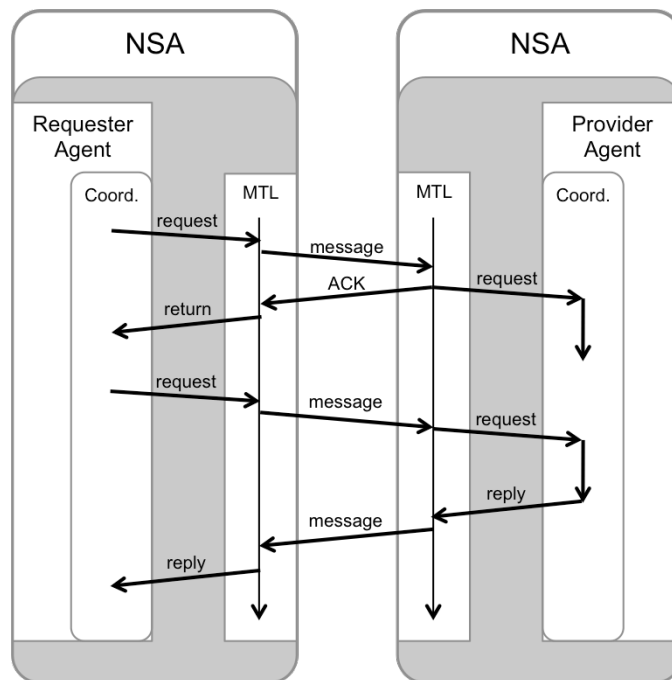 NSA
NSA
Requester
Agent
Provider
Agent
Coord.
MTL
MTL
Coord.
request
message
ACK
request
return
request
message
request
reply
message
reply